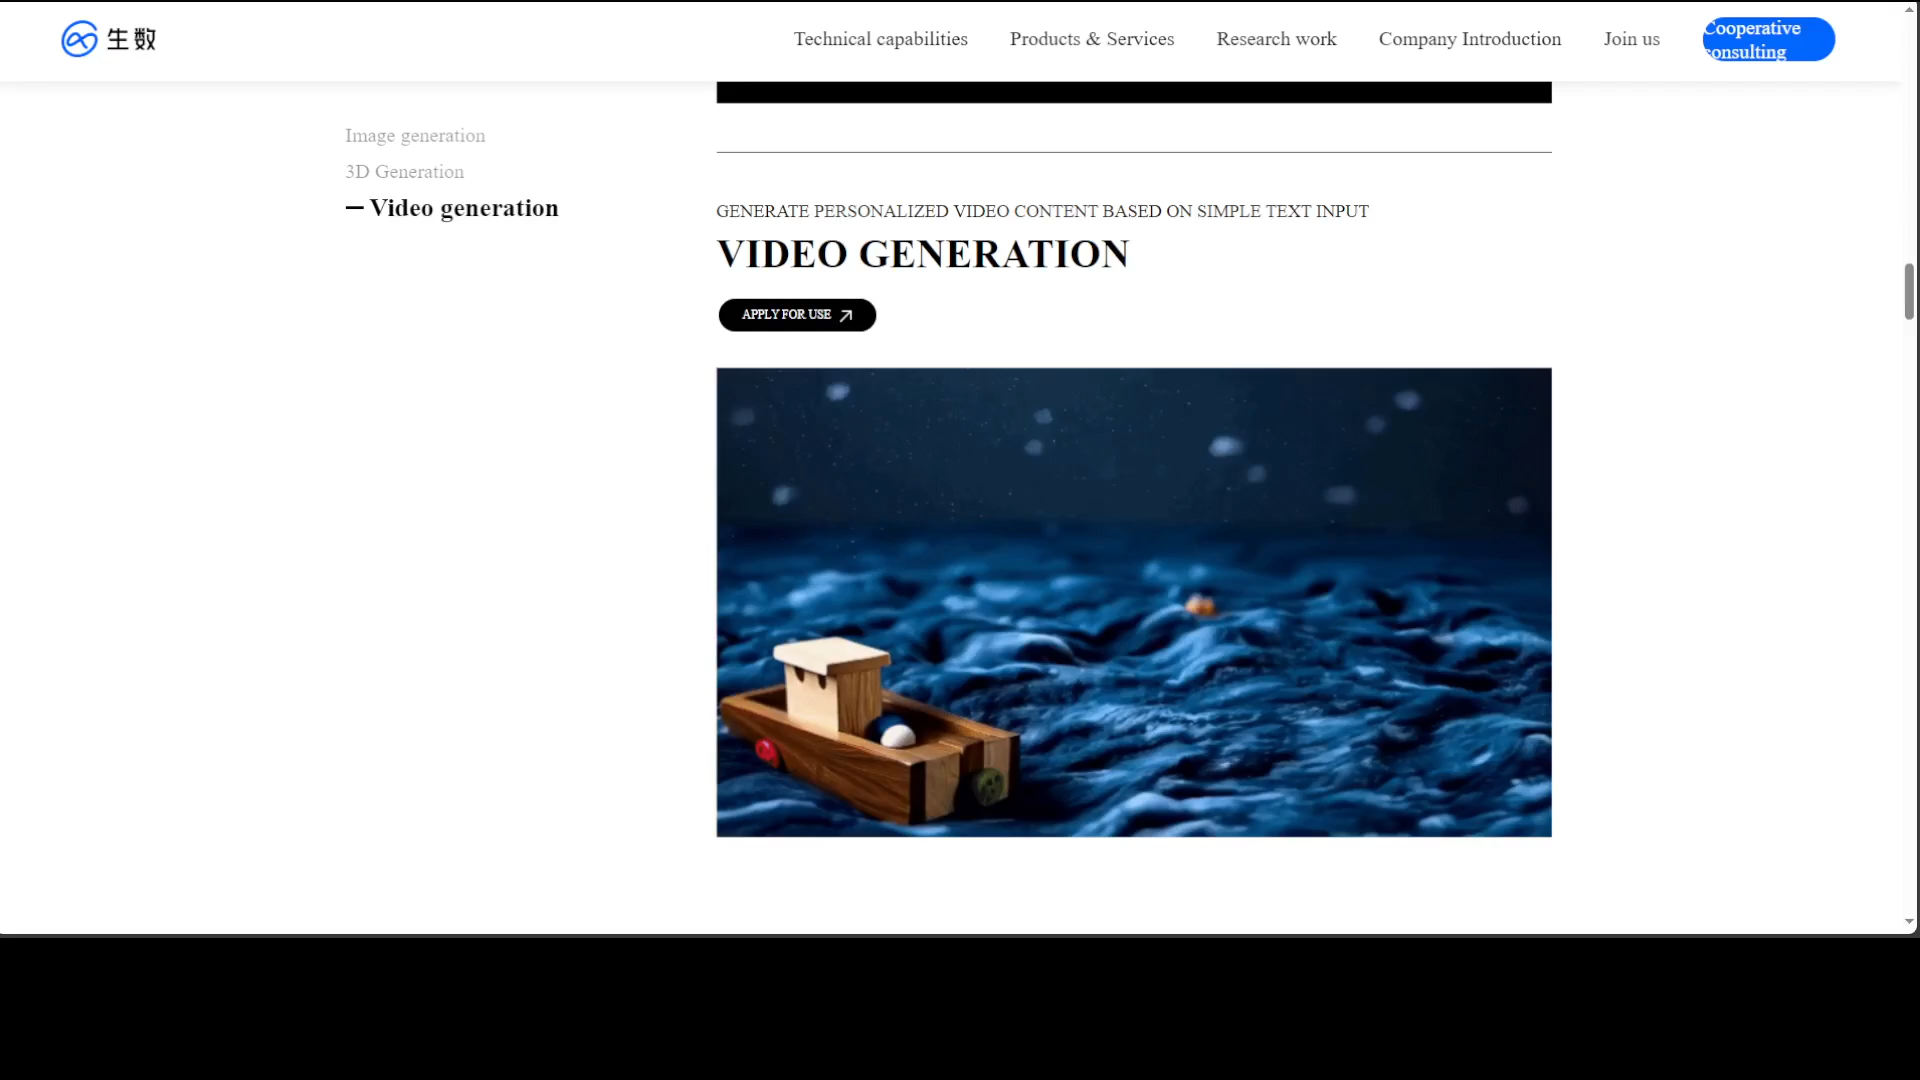 生数
Technical capabilities
Products & Services
Research work
Company Introduction
Join us
Cooperative
consulting
Image generation
3D Generation
Video generation
GENERATE PERSONALIZED VIDEO CONTENT BASED ON SIMPLE TEXT INPUT
VIDEO GENERATION
APPLY FOR USE